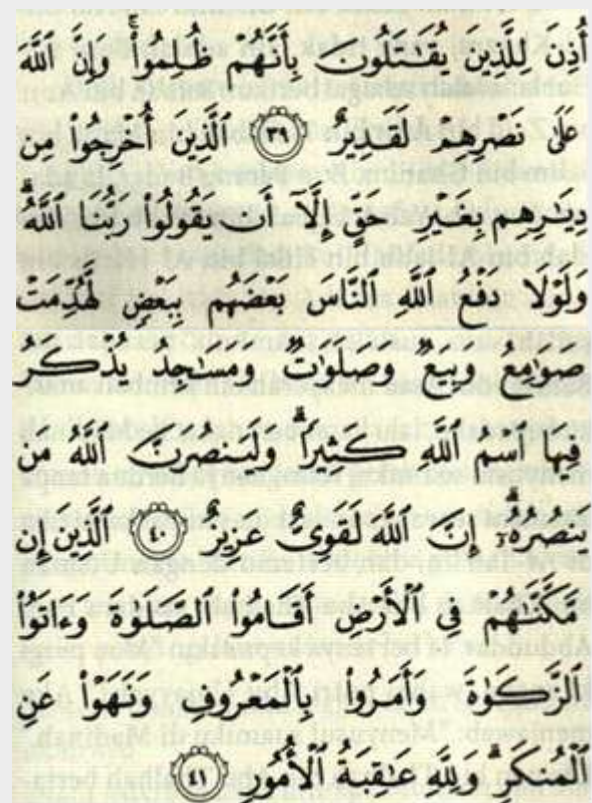 أُذِنَ لِلَّذِينَ يُقَٰتَلُونَ بِأَنَّهُمْ ظُلِمُوا۟ ۚ وَإِنَّ ٱللَّهَ
عَلَىٰ نَصْرِهِمْ لَقَدِيرٌ ٣٩ ٱلَّذِينَ أُخْرِجُوا۟ مِن
دِيَٰرِهِم بِغَيْرِ حَقٍّ إِلَّآ أَن يَقُولُوا۟ رَبُّنَا ٱللَّهُ ۗ
وَلَوْلَا دَفْعُ ٱللَّهِ ٱلنَّاسَ بَعْضَهُم بِبَعْضٍ لَّهُدِّمَتْ
صَوَٰمِعُ وَبِيَعٌ وَصَلَوَٰتٌ وَمَسَٰجِدُ يُذْكَرُ
فِيهَا ٱسْمُ ٱللَّهِ كَثِيرًا ۗ وَلَيَنصُرَنَّ ٱللَّهُ مَن
يَنصُرُهُۥٓ ۗ إِنَّ ٱللَّهَ لَقَوِىٌّ عَزِيزٌ ٤٠ ٱلَّذِينَ إِن
مَّكَّنَّٰهُمْ فِى ٱلْأَرْضِ أَقَامُوا۟ ٱلصَّلَوٰةَ وَءَاتَوُا۟
ٱلزَّكَوٰةَ وَأَمَرُوا۟ بِٱلْمَعْرُوفِ وَنَهَوْا۟ عَنِ
ٱلْمُنكَرِ ۗ وَلِلَّهِ عَٰقِبَةُ ٱلْأُمُورِ ٤١